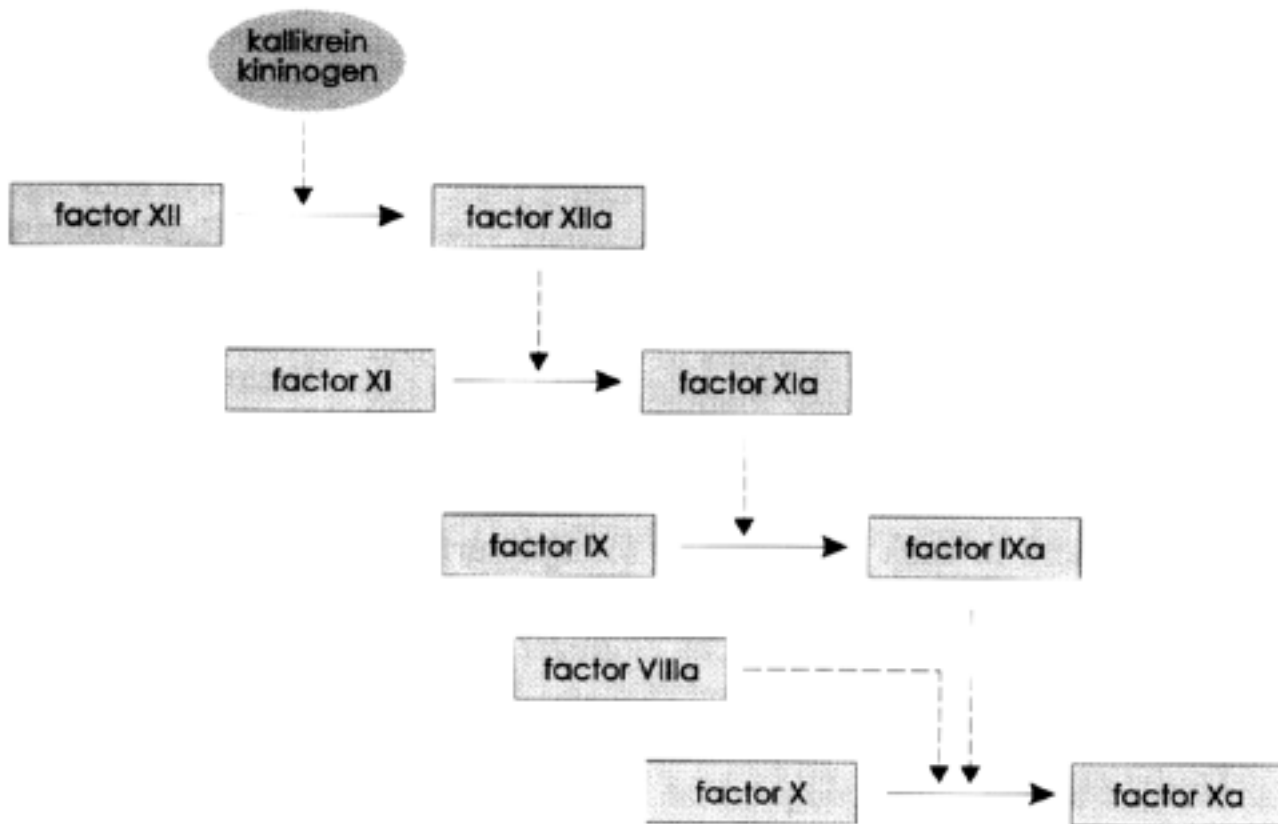 kallikrein
kininogen
factor XII
factor XIIa
factor XI
factor XIa
factor IX
factor IXa
factor VIIIa
factor X
factor Xa